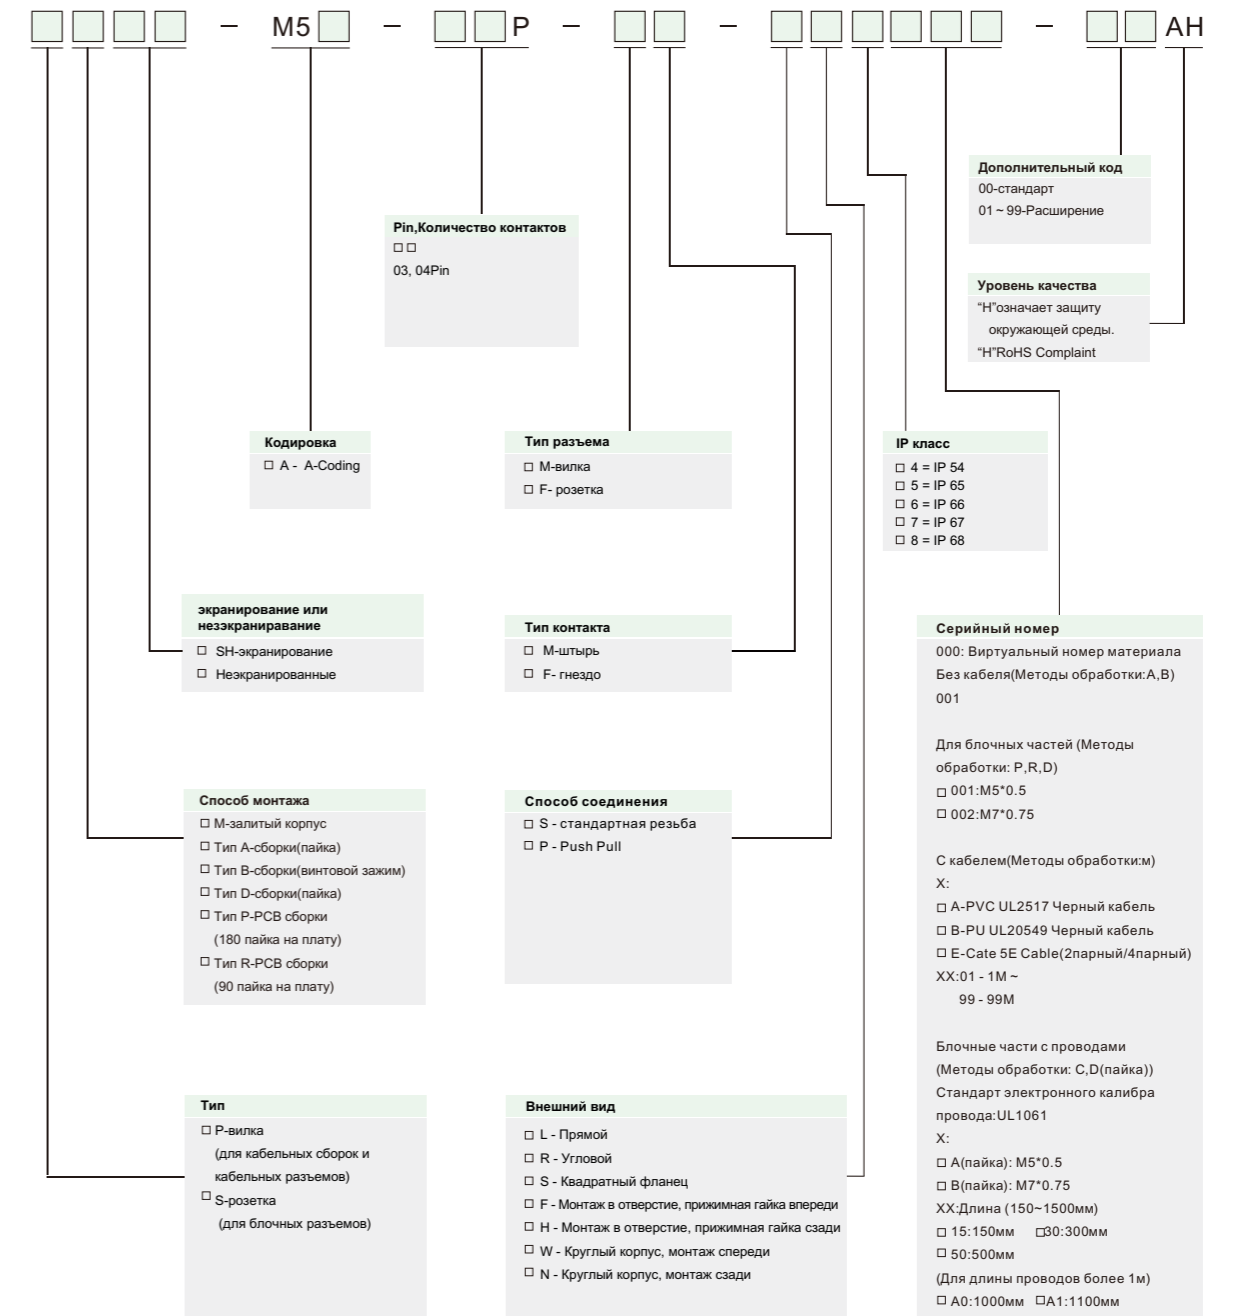 □□□□ – M5□ – □□P – □□ – □□□□□□ – □□AH
Дополнительный код
00-стандарт
01 ~ 99-Расширение
Pin,Количество контактов
□□
03, 04Pin
Уровень качества
“H”означает защиту
окружающей среды.
“H”RoHS Complaint
Кодировка
□ A - A-Coding
Тип разъема
□ M-вилка
□ F- розетка
IP класс
□ 4 = IP 54
□ 5 = IP 65
□ 6 = IP 66
□ 7 = IP 67
□ 8 = IP 68
экранирование или
незэкраниравание
□ SH-экранирование
□ Неэкранированные
Тип контакта
□ M-штырь
□ F- гнездо
Способ монтажа
□ M-залитый корпус
□ Тип A-сборки(пайка)
□ Тип B-сборки(винтовой зажим)
□ Тип D-сборки(пайка)
□ Тип P-PCB сборки
(180 пайка на плату)
□ Тип R-PCB сборки
(90 пайка на плату)
Способ соединения
□ S - стандартная резьба
□ P - Push Pull
Тип
□ P-вилка
(для кабельных сборок и
кабельных разъемов)
□ S-розетка
(для блочных разъемов)
Внешний вид
□ L - Прямой
□ R - Угловой
□ S - Квадратный фланец
□ F - Монтаж в отверстие, прижимная гайка впереди
□ H - Монтаж в отверстие, прижимная гайка сзади
□ W - Круглый корпус, монтаж спереди
□ N - Круглый корпус, монтаж сзади
Серийный номер
000: Виртуальный номер материала
Без кабеля(Методы обработки:A,B)
001
Для блочных частей (Методы
обработки: P,R,D)
□ 001:M5*0.5
□ 002:M7*0.75
С кабелем(Методы обработки:м)
X:
□ A-PVC UL2517 Черный кабель
□ B-PU UL20549 Черный кабель
□ E-Cate 5E Cable(2парный/4парный)
XX:01 - 1M ~
99 - 99M
Блочные части с проводами
(Методы обработки: C,D(пайка))
Стандарт электронного калибра
провода:UL1061
X:
□ A(пайка): M5*0.5
□ B(пайка): M7*0.75
XX:Длина (150~1500мм)
□ 15:150мм □30:300мм
□ 50:500мм
(Для длины проводов более 1м)
□ A0:1000мм □A1:1100мм